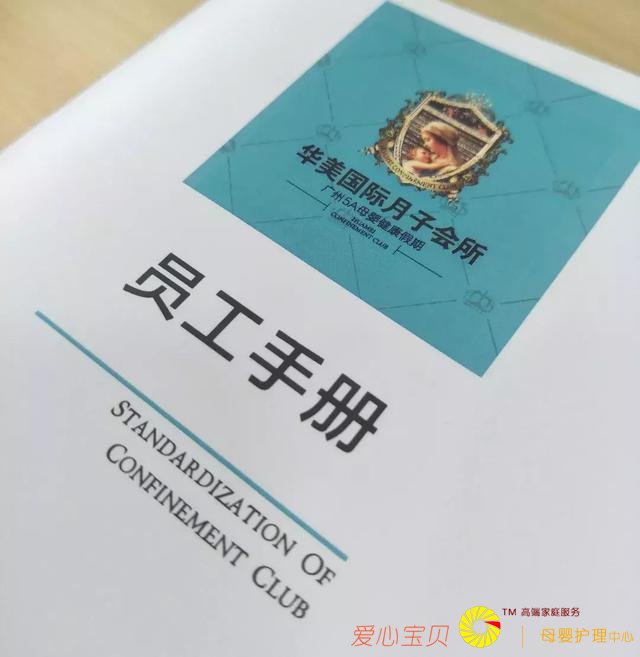 CONFINEMENT CLUB
华美国际月子会所
广州5A母婴健康假期
HUAMEI
CONFINEMENT CLUB
员工手册
STANDARDIZATION OF
CONFINEMENT CLUB
爱心宝贝
TM 高端家庭服务
母婴护理中心